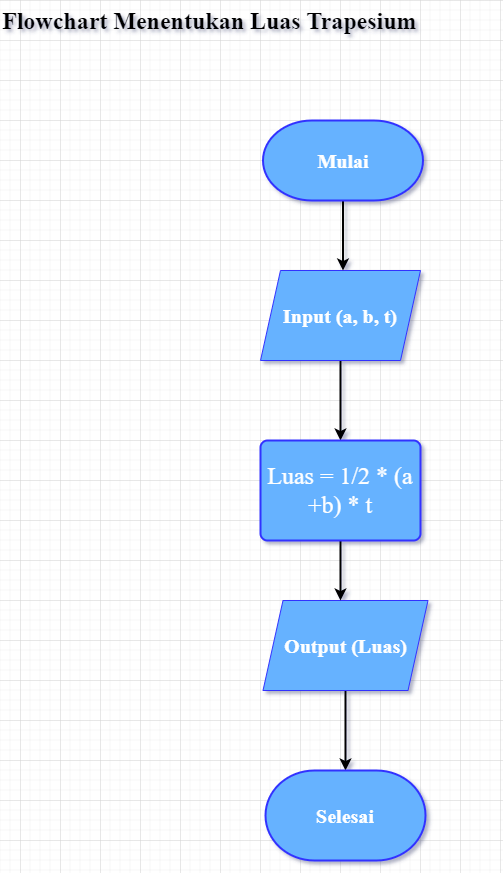 Flowchart Menentukan Luas Trapesium
Mulai
Input (a, b, t)
Luas = 1/2 * (a
+b) * t
Output (Luas)
Selesai